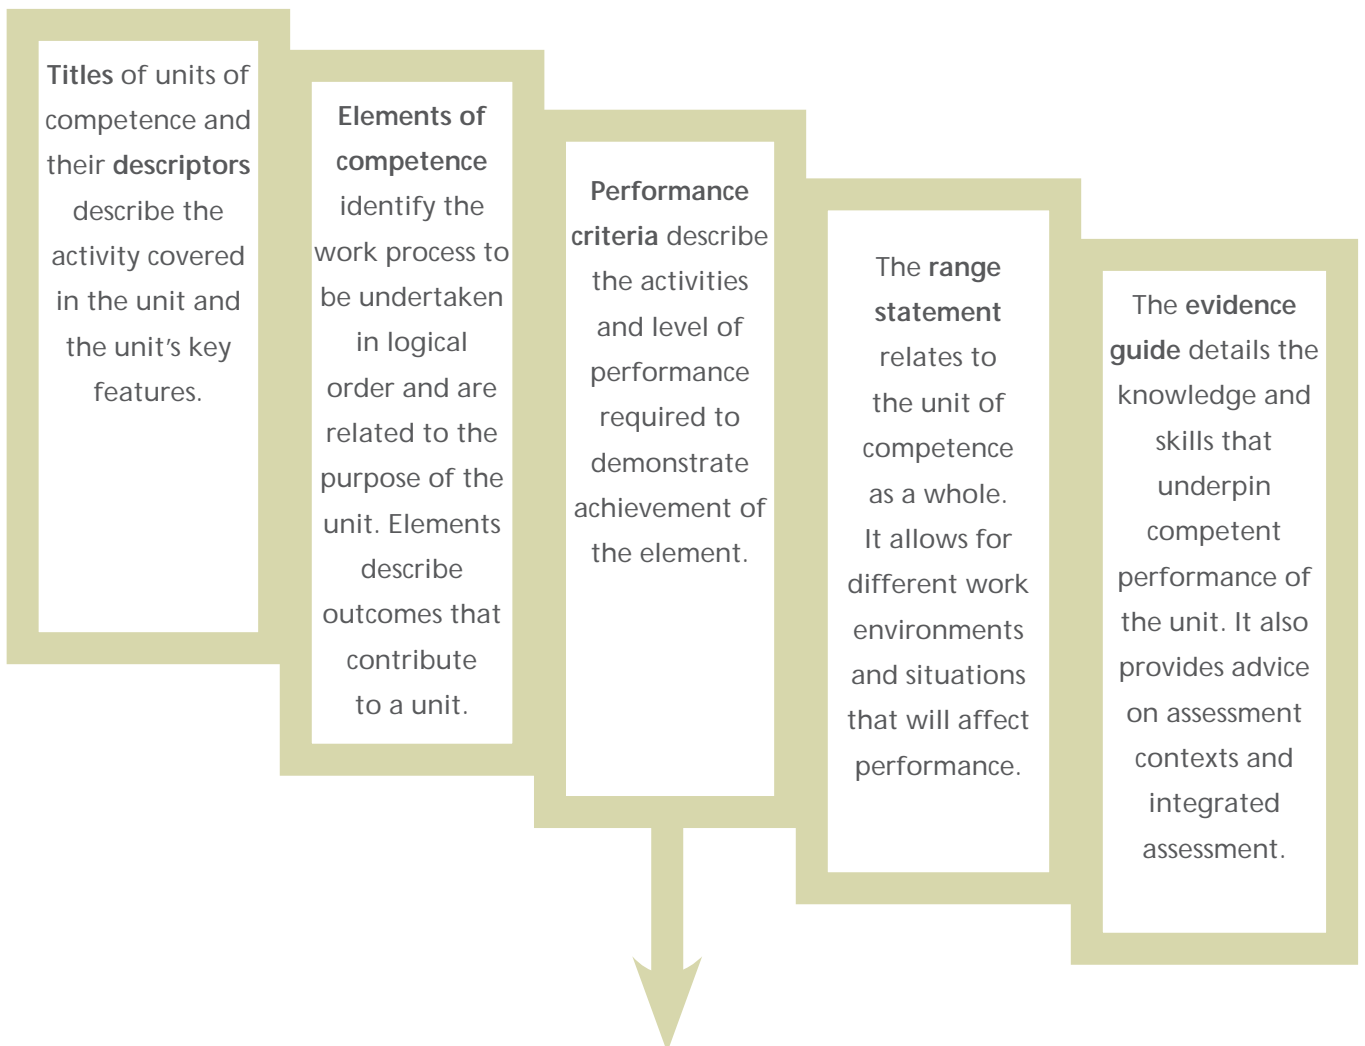 Titles of units of
competence and
their descriptors
describe the
activity covered
in the unit and
the unit's key
features.
Elements of
competence
identify the
work process to
be undertaken
in logical
order and are
related to the
purpose of the
unit. Elements
describe
outcomes that
contribute
to a unit.
Performance
criteria describe
the activities
and level of
performance
required to
demonstrate
achievement of
the element.
The range
statement
relates to
the unit of
competence
as a whole.
It allows for
different work
environments
and situations
that will affect
performance.
The evidence
guide details the
knowledge and
skills that
underpin
competent
performance of
the unit. It also
provides advice
on assessment
contexts and
integrated
assessment.